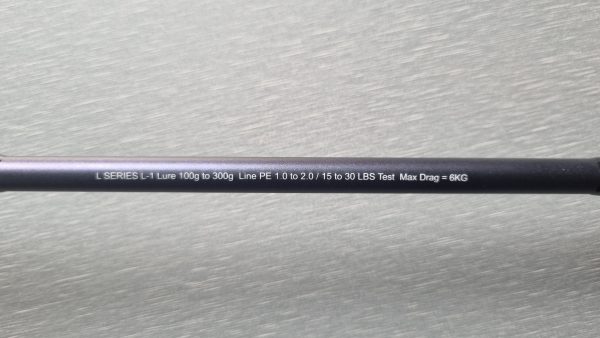 L SERIES L-1 Lure 100g to 300g Line PE 1.0 to 2.0 / 15 to 30 LBS Test Max Drag = 6KG